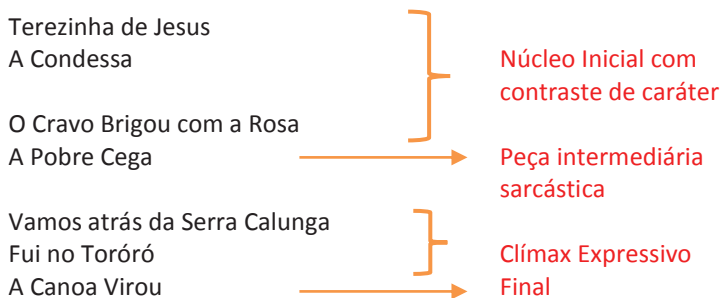 Terezinha de Jesus
A Condessa
Núcleo Inicial com
contraste de caráter
O Cravo Brigou com a Rosa
A Pobre Cega
Peça intermediária
sarcástica
Vamos atrás da Serra Calunga
Fui no Toróró
Clímax Expressivo
A Canoa Virou
Final